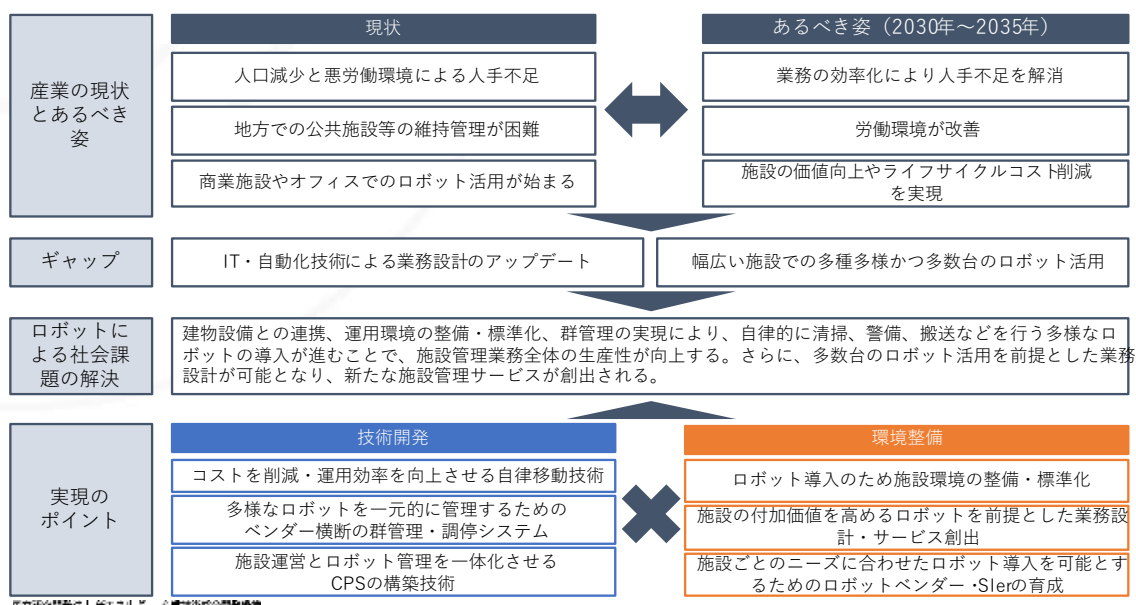 産業の現状
とあるべき
姿
現状
人口減少と悪労働環境による人手不足
地方での公共施設等の維持管理が困難
商業施設やオフィスでのロボット活用が始まる
あるべき姿（2030年～2035年）
業務の効率化により人手不足を解消
労働環境が改善
施設の価値向上やライフサイクルコスト削減
を実現
ギャップ
IT・自動化技術による業務設計のアップデート
幅広い施設での多種多様かつ多数台のロボット活用
ロボットに
よる社会課
題の解決
建物設備との連携、運用環境の整備・標準化、群管理の実現により、自律的に清掃、警備、搬送などを行う多様なロ
ボットの導入が進むことで、施設管理業務全体の生産性が向上する。さらに、多数台のロボット活用を前提とした業務
設計が可能となり、新たな施設管理サービスが創出される。
実現の
ポイント
技術開発
コストを削減・運用効率を向上させる自律移動技術
多様なロボットを一元的に管理するための
ベンダー横断の群管理・調停システム
施設運営とロボット管理を一体化させる
CPSの構築技術
環境整備
ロボット導入のため施設環境の整備・標準化
施設の付加価値を高めるロボットを前提とした業務設
計・サービス創出
施設ごとのニーズに合わせたロボット導入を可能とす
るためのロボットベンダー・SIerの育成